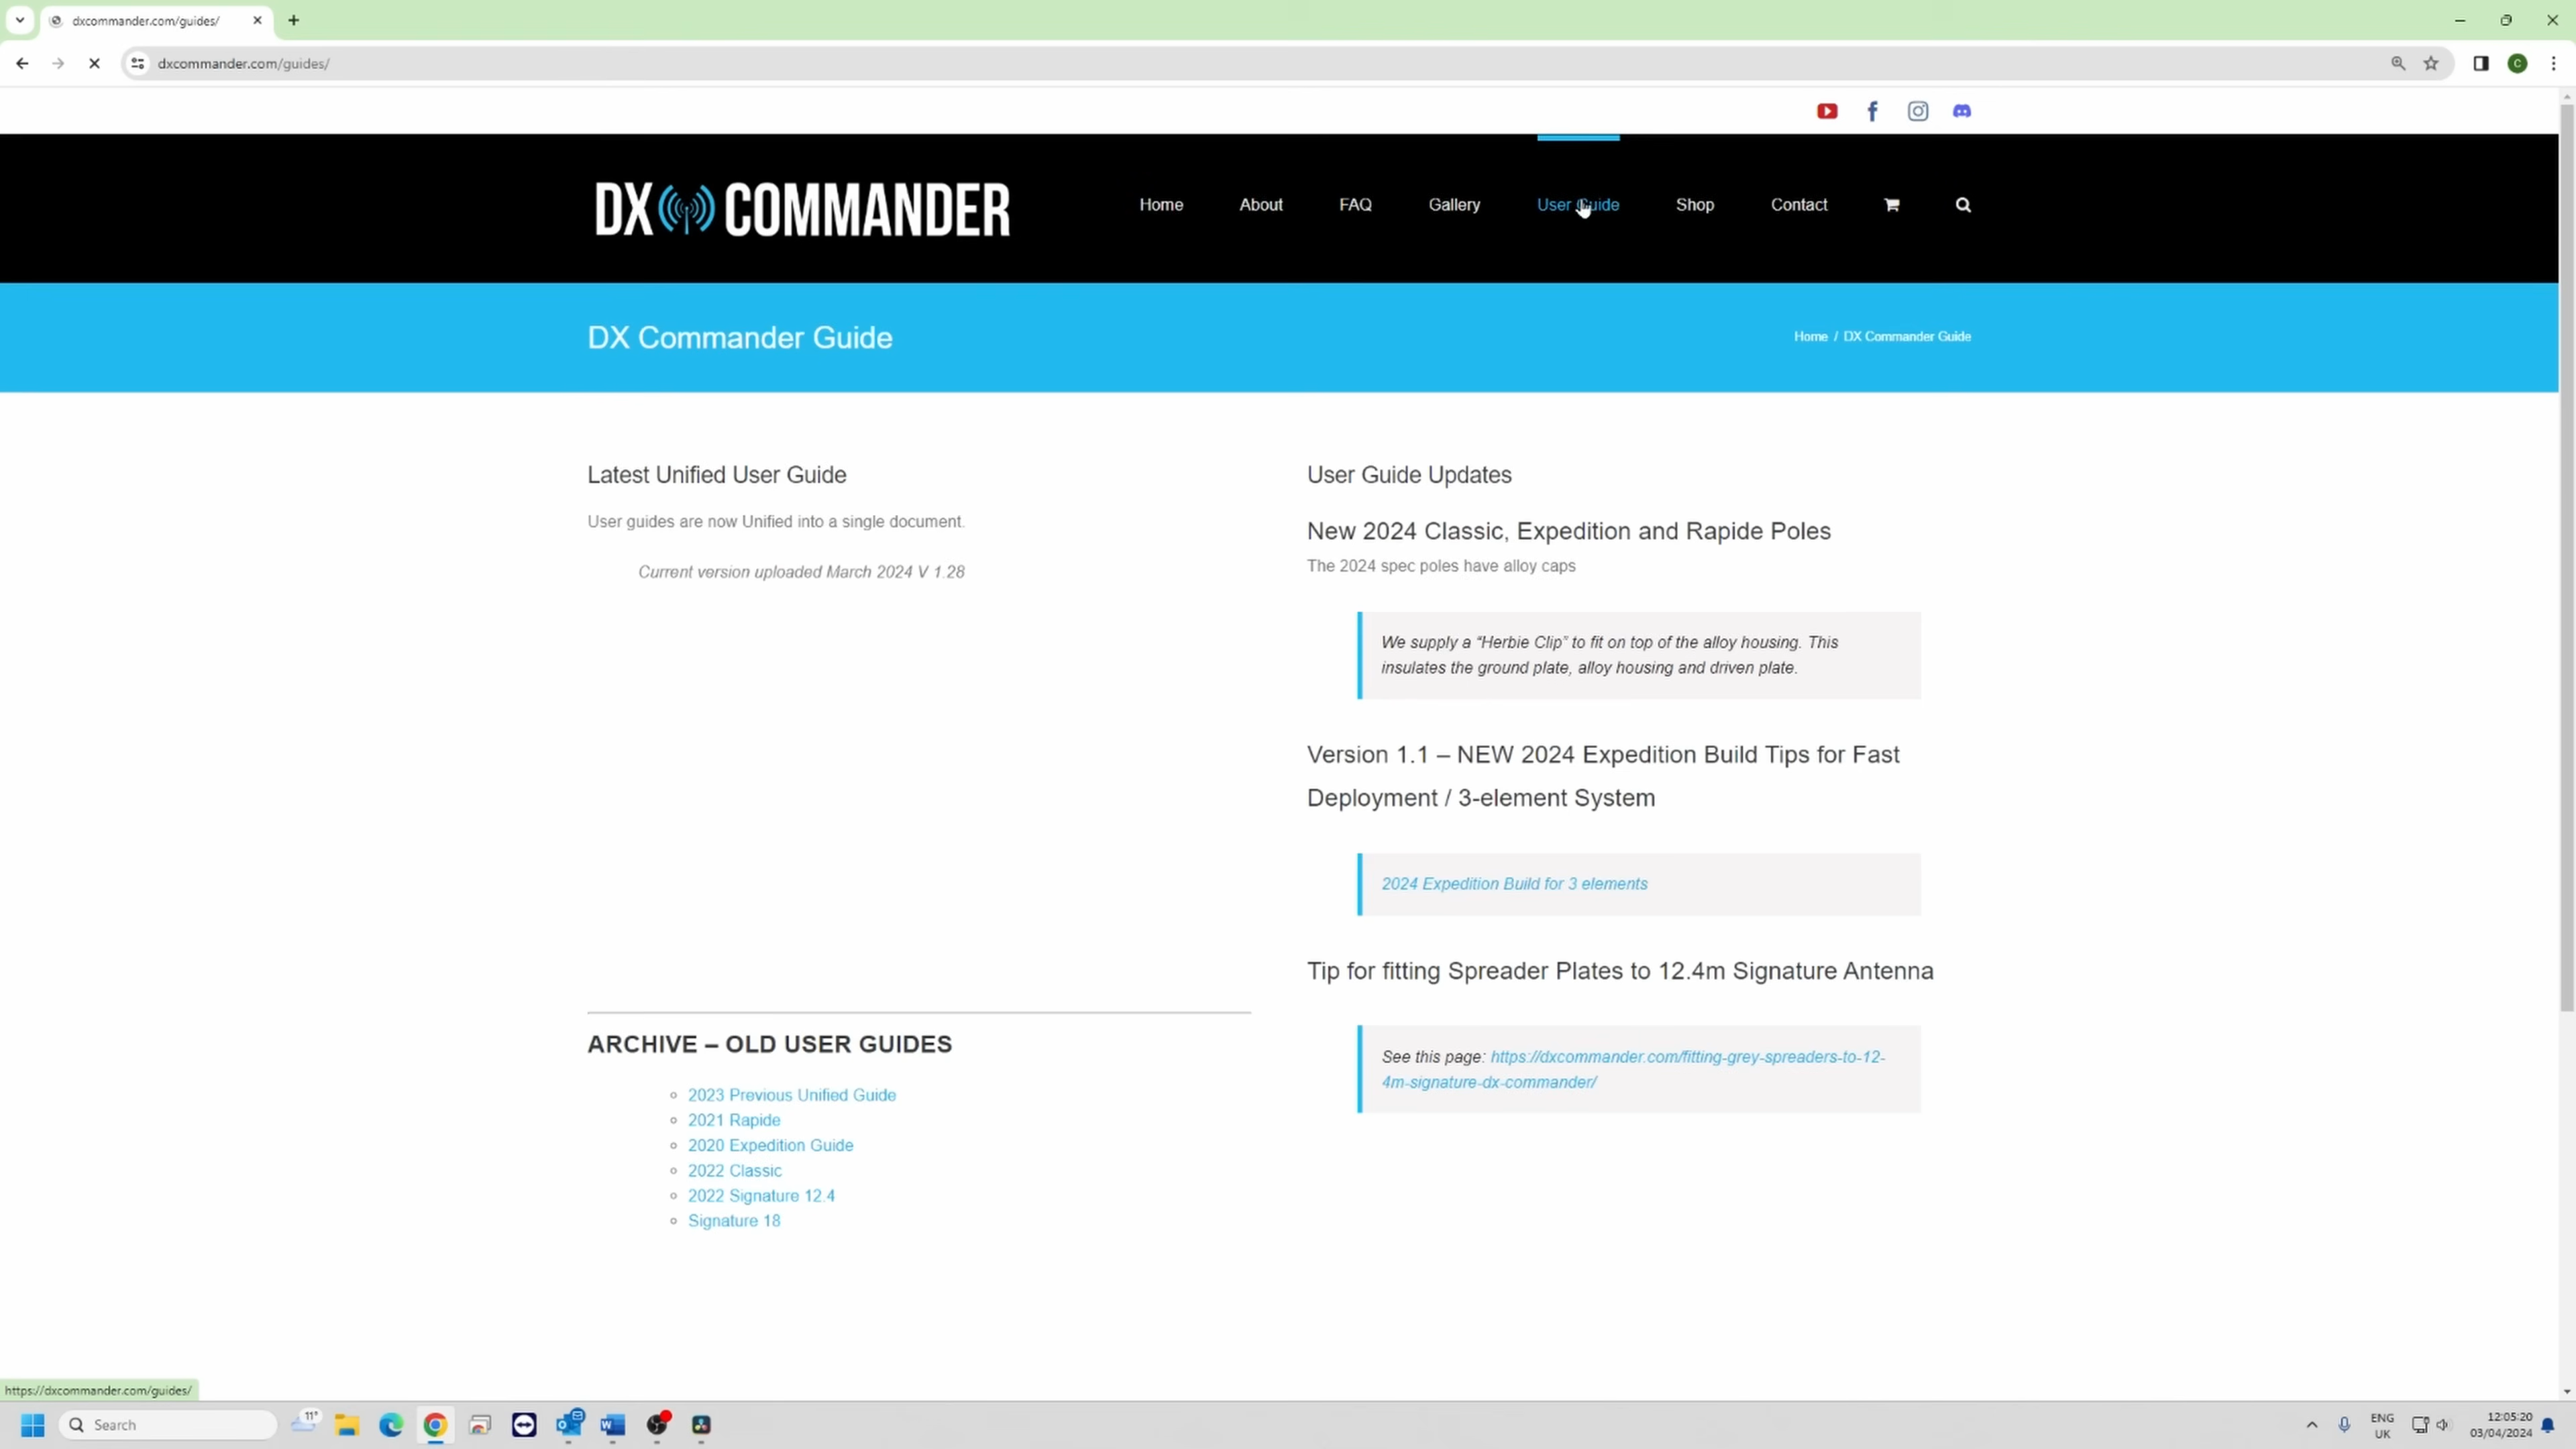 dxcommander.com/guides/
dxcommander.com/guides/
DX COMMANDER
Home
About
FAQ
Gallery
User Guide
Shop
Contact
DX Commander Guide
Home / DX Commander Guide
Latest Unified User Guide
User guides are now Unified into a single document.
Current version uploaded March 2024 V 1.28
ARCHIVE – OLD USER GUIDES
2023 Previous Unified Guide
2021 Rapide
2020 Expedition Guide
2022 Classic
2022 Signature 12.4
Signature 18
User Guide Updates
New 2024 Classic, Expedition and Rapide Poles
The 2024 spec poles have alloy caps
We supply a “Herbie Clip” to fit on top of the alloy housing. This
insulates the ground plate, alloy housing and driven plate.
Version 1.1 – NEW 2024 Expedition Build Tips for Fast
Deployment / 3-element System
2024 Expedition Build for 3 elements
Tip for fitting Spreader Plates to 12.4m Signature Antenna
See this page: https://dxcommander.com/fitting-grey-spreaders-to-12-
4m-signature-dx-commander/
https://dxcommander.com/guides/
Search
11°
ENG
UK
12:05:20
03/04/2024
C